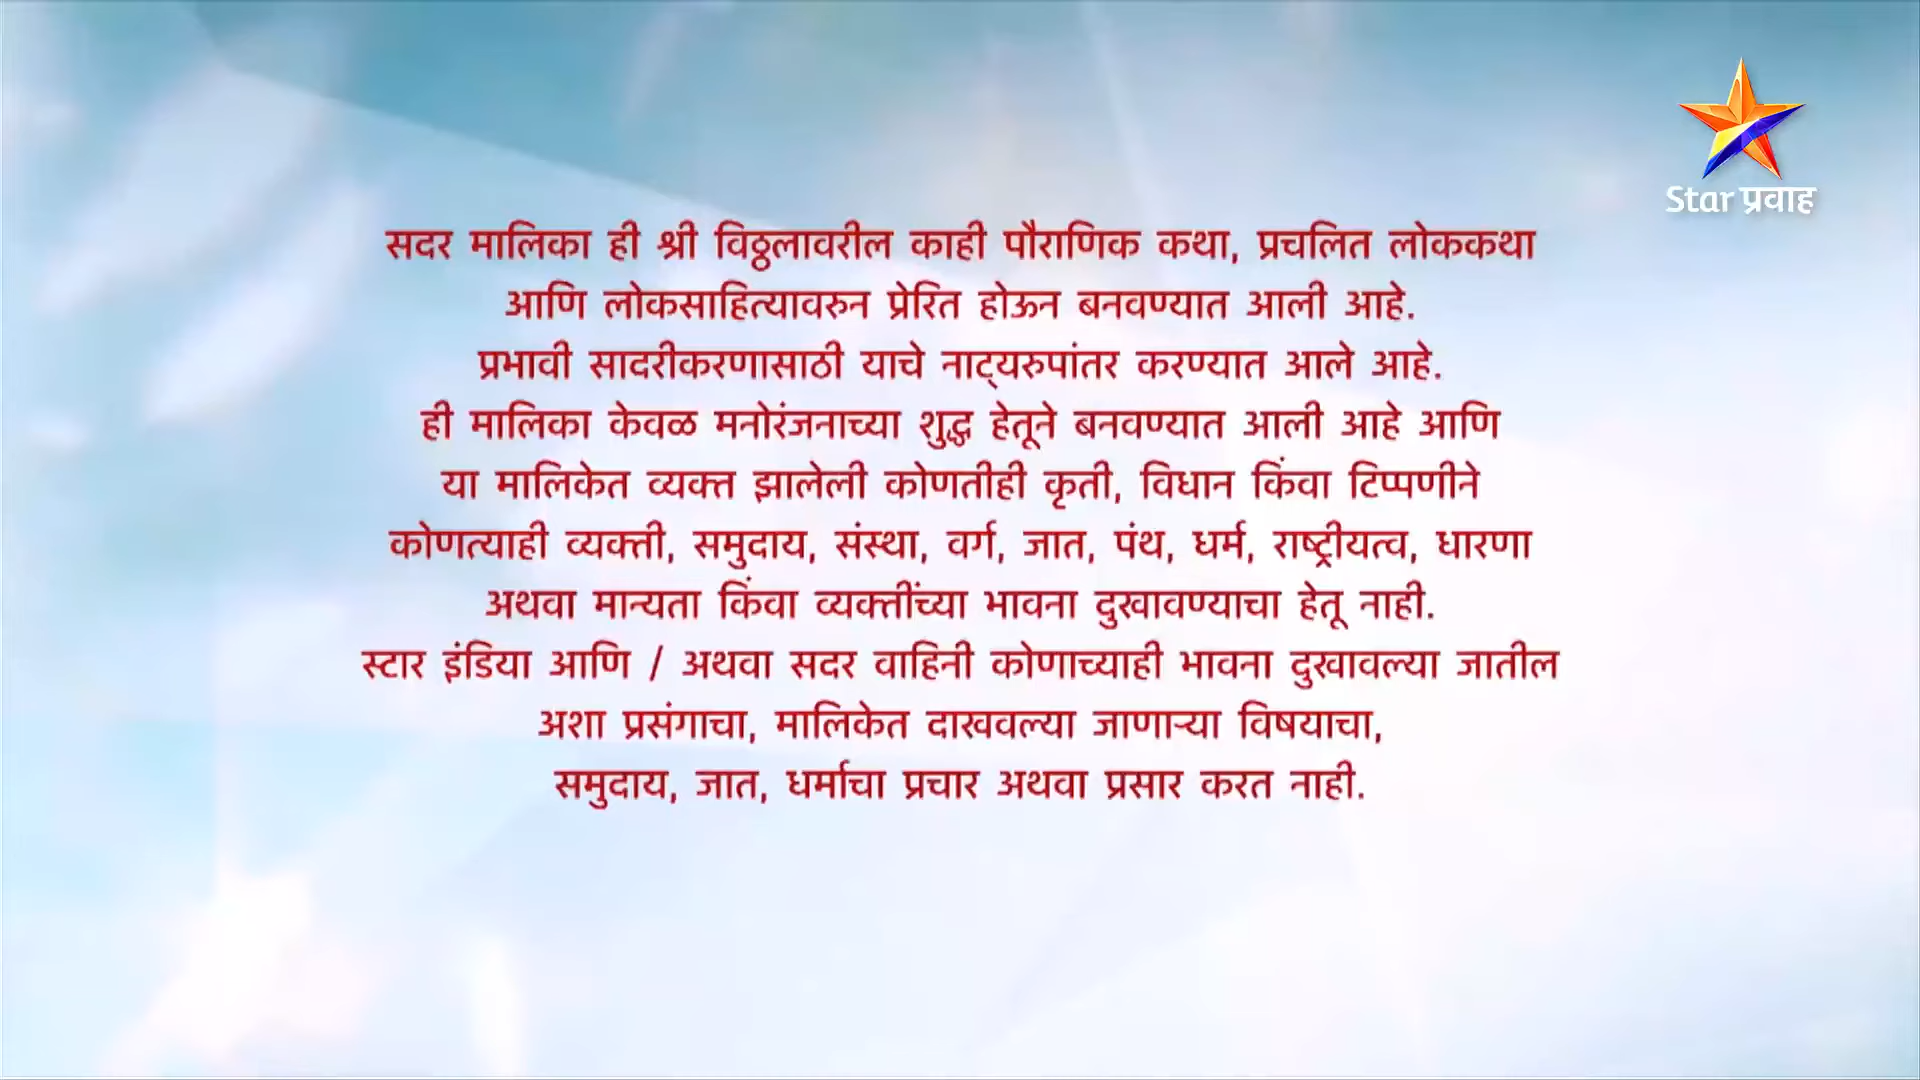 Star प्रवाह
सदर मालिका ही श्री विठ्ठलावरील काही पौराणिक कथा, प्रचलित लोककथा
आणि लोकसाहित्यावरुन प्रेरित होऊन बनवण्यात आली आहे.
प्रभावी सादरीकरणासाठी याचे नाट्यरुपांतर करण्यात आले आहे.
ही मालिका केवळ मनोरंजनाच्या शुद्ध हेतूने बनवण्यात आली आहे आणि
या मालिकेत व्यक्त झालेली कोणतीही कृती, विधान किंवा टिप्पणीने
कोणत्याही व्यक्ती, समुदाय, संस्था, वर्ग, जात, पंथ, धर्म, राष्ट्रीयत्व, धारणा
अथवा मान्यता किंवा व्यक्तींच्या भावना दुखावण्याचा हेतू नाही.
स्टार इंडिया आणि / अथवा सदर वाहिनी कोणाच्याही भावना दुखावल्या जातील
अशा प्रसंगाचा, मालिकेत दाखवल्या जाणाऱ्या विषयाचा,
समुदाय, जात, धर्माचा प्रचार अथवा प्रसार करत नाही.